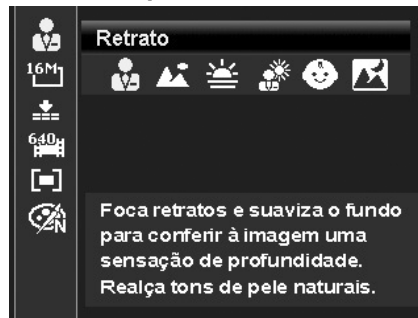 Retrato
16M
640
N
Foca retratos e suaviza o fundo
para conferir à imagem uma
sensação de profundidade.
Realça tons de pele naturais.